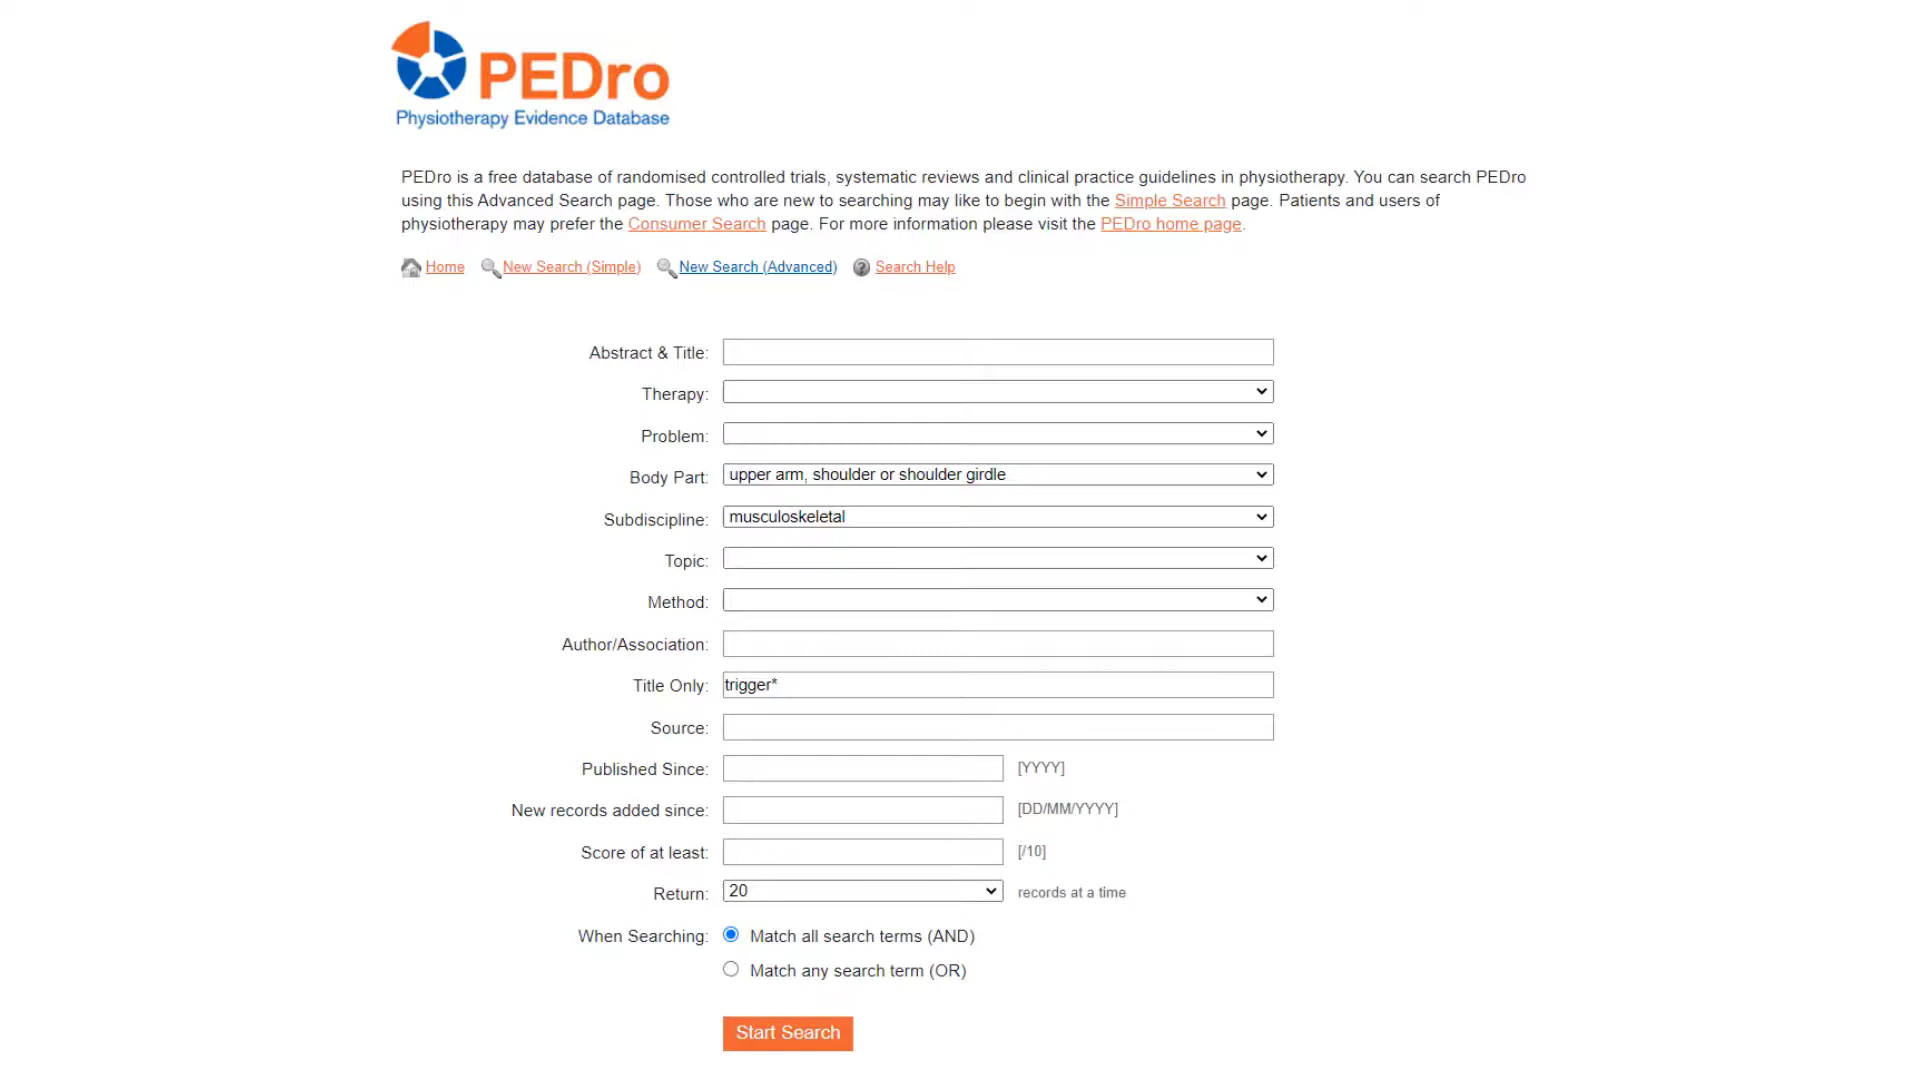 PEDro
Physiotherapy Evidence Database
PEDro is a free database of randomised controlled trials, systematic reviews and clinical practice guidelines in physiotherapy. You can search PEDro
using this Advanced Search page. Those who are new to searching may like to begin with the Simple Search page. Patients and users of
physiotherapy may prefer the Consumer Search page. For more information please visit the PEDro home page.
Home New Search (Simple) New Search (Advanced) ? Search Help
Abstract & Title:
Therapy:
Problem:
Body Part: upper arm, shoulder or shoulder girdle
Subdiscipline: musculoskeletal
Topic:
Method:
Author/Association:
Title Only: trigger*
Source:
Published Since: [YYYY]
New records added since: [DD/MM/YYYY]
Score of at least: [/10]
Return: 20 records at a time
When Searching: Match all search terms (AND)
Match any search term (OR)
Start Search